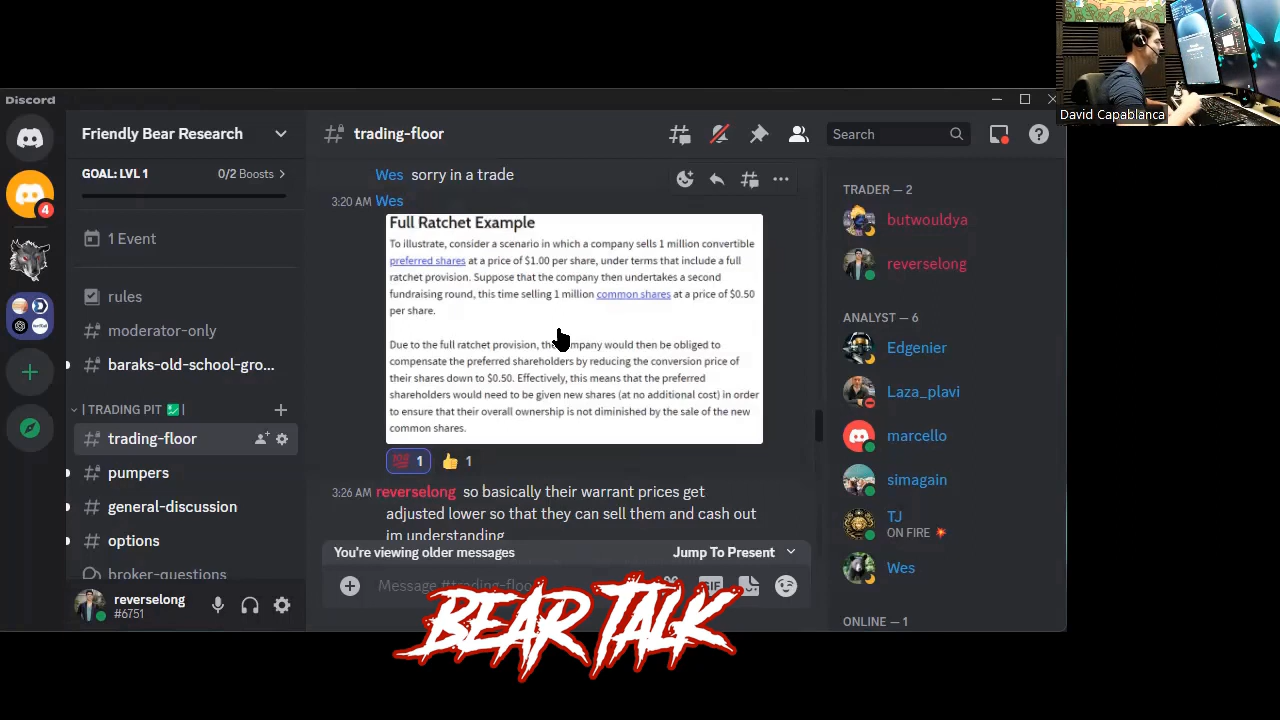 David Capablanca
Discord
Friendly Bear Research
trading-floor
Search
GOAL: LVL 1
0/2 Boosts
1 Event
rules
moderator-only
baraks-old-school-gro...
| TRADING PIT
trading-floor
pumpers
general-discussion
options
broker-questions
reverselong
#6751
4
Wes sorry in a trade
3:20 AM Wes
Full Ratchet Example
To illustrate, consider a scenario in which a company sells 1 million convertible
preferred shares at a price of $1.00 per share, under terms that include a full
ratchet provision. Suppose that the company then undertakes a second
fundraising round, this time selling 1 million common shares at a price of $0.50
per share.
Due to the full ratchet provision, the company would then be obliged to
compensate the preferred shareholders by reducing the conversion price of
their shares down to $0.50. Effectively, this means that the preferred
shareholders would need to be given new shares (at no additional cost) in order
to ensure that their overall ownership is not diminished by the sale of the new
common shares.
1 1
3:26 AM reverselong so basically their warrant prices get
adjusted lower so that they can sell them and cash out
im understanding
You're viewing older messages
Jump To Present
Message #trading-floo
GIF
TRADER — 2
butwouldya
reverselong
ANALYST — 6
Edgenier
Laza_plavi
marcello
simagain
TJ
ON FIRE
Wes
ONLINE — 1
BEAR TALK